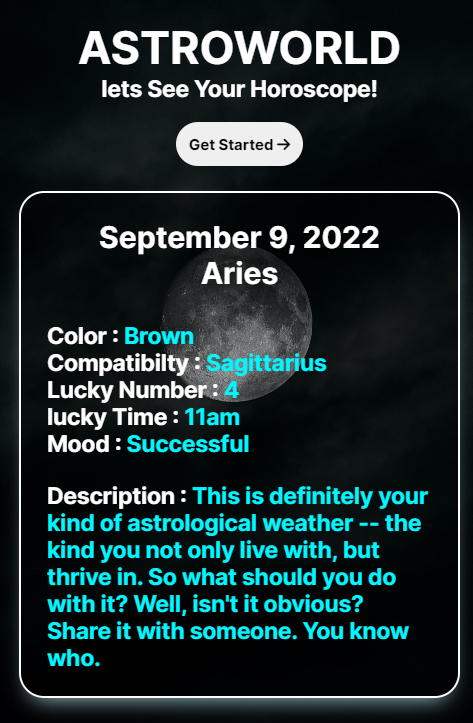 ASTROWORLD
lets See Your Horoscope!
Get Started →
September 9, 2022
Aries
Color : Brown
Compatibilty : Sagittarius
Lucky Number : 4
lucky Time : 11am
Mood : Successful
Description : This is definitely your
kind of astrological weather -- the
kind you not only live with, but
thrive in. So what should you do
with it? Well, isn't it obvious?
Share it with someone. You know
who.